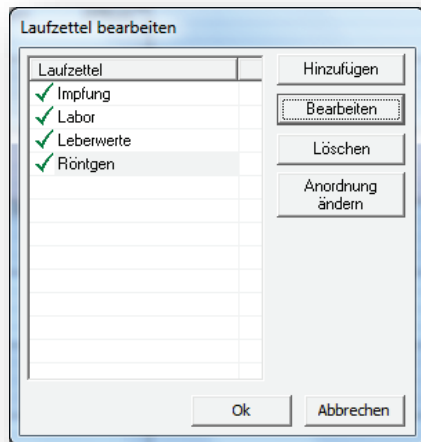 Laufzettel bearbeiten
Laufzettel
Impfung
Labor
Leberwerte
Röntgen
Hinzufügen
Bearbeiten
Löschen
Anordnung
ändern
Ok
Abbrechen